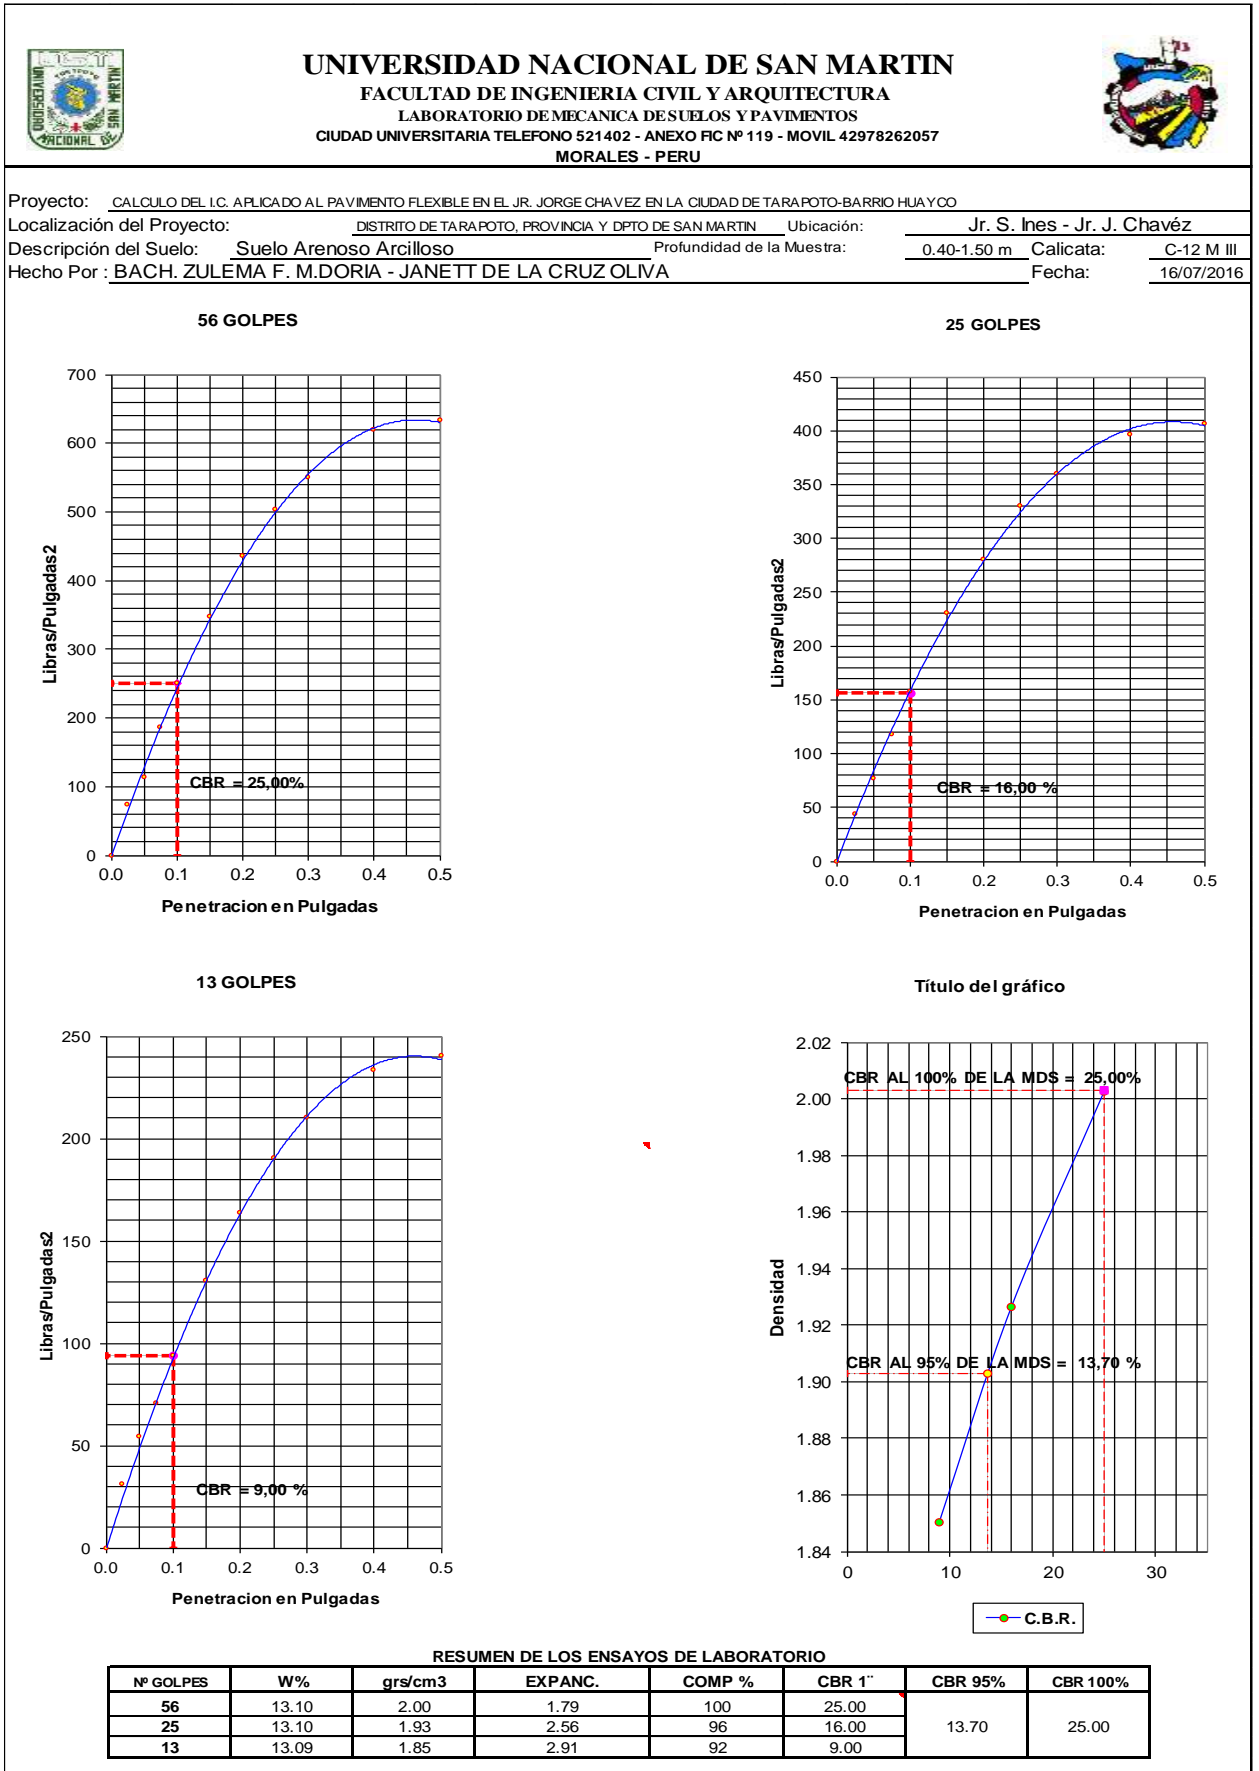 UNIVERSIDAD NACIONAL DE SAN MARTIN
FACULTAD DE INGENIERIA CIVIL Y ARQUITECTURA
LABORATORIO DE MECANICA DE SUELOS Y PAVIMENTOS
CIUDAD UNIVERSITARIA TELEFONO 521402 - ANEXO FIC Nº 119 - MOVIL 42978262057
MORALES - PERU
Proyecto: CALCULO DEL I.C. APLICADO AL PAVIMENTO FLEXIBLE EN EL JR. JORGE CHAVEZ EN LA CIUDAD DE TARAPOTO-BARRIO HUAYCO
Localización del Proyecto: DISTRITO DE TARAPOTO, PROVINCIA Y DPTO DE SAN MARTIN Ubicación: Jr. S. Ines - Jr. J. Chavéz
Descripción del Suelo: Suelo Arenoso Arcilloso Profundidad de la Muestra: 0.40-1.50 m Calicata: C-12 M III
Hecho Por : BACH. ZULEMA F. M.DORIA - JANETT DE LA CRUZ OLIVA Fecha: 16/07/2016
56 GOLPES
700
600
500
400
300
200
100
0
Libras/Pulgadas2
CBR = 25,00%
0.0 0.1 0.2 0.3 0.4 0.5
Penetracion en Pulgadas
25 GOLPES
450
400
350
300
250
200
150
100
50
0
Libras/Pulgadas2
CBR = 16,00 %
0.0 0.1 0.2 0.3 0.4 0.5
Penetracion en Pulgadas
13 GOLPES
250
200
150
100
50
0
Libras/Pulgadas2
CBR = 9,00 %
0.0 0.1 0.2 0.3 0.4 0.5
Penetracion en Pulgadas
Título del gráfico
2.02
2.00
1.98
1.96
1.94
1.92
1.90
1.88
1.86
1.84
Densidad
CBR AL 100% DE LA MDS = 25,00%
CBR AL 95% DE LA MDS = 13,70 %
0 10 20 30
C.B.R.
RESUMEN DE LOS ENSAYOS DE LABORATORIO
Nº GOLPES W% grs/cm3 EXPANC. COMP % CBR 1¨ CBR 95% CBR 100%
56 13.10 2.00 1.79 100 25.00
25 13.10 1.93 2.56 96 16.00 13.70 25.00
13 13.09 1.85 2.91 92 9.00